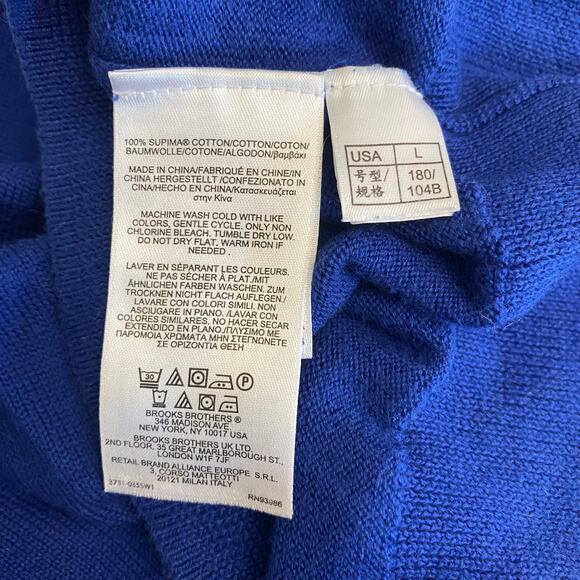 100% SUPIMA® COTTON/COTTON/COTON/
BAUMWOLLE/COTONE/ALGODON/βαμβάκι
MADE IN CHINA/FABRIQUÉ EN CHINE/IN
CHINA HERGESTELLT /CONFEZIONATO IN
CINA/HECHO EN CHINA/Κατασκευάζεται
στην Κίνα
MACHINE WASH COLD WITH LIKE
COLORS, GENTLE CYCLE. ONLY NON
CHLORINE BLEACH. TUMBLE DRY LOW.
DO NOT DRY FLAT. WARM IRON IF
NEEDED .
LAVER EN SÉPARANT LES COULEURS.
NE PAS SÉCHER À PLAT./ MIT
ÄHNLICHEN FARBEN WASCHEN. ZUM
TROCKNEN NICHT FLACH AUFLEGEN./
LAVARE CON COLORI SIMILI. NON
ASCIUGARE IN PIANO. /LAVAR CON
COLORES SIMILARES. NO HACER SECAR
EXTENDIDO EN PLANO./ΠΛΥΣΙΜΟ ΜΕ
ΠΑΡΟΜΟΙΑ ΧΡΩΜΑΤΑ ΜΗΝ ΣΤΕΓΝΩΝΕΤΕ
ΣΕ ΟΡΙΖΟΝΤΙΑ ΘΕΣΗ
30 P
BROOKS BROTHERS ®
346 MADISON AVE.
NEW YORK, NY 10017 USA
BROOKS BROTHERS UK LTD
2ND FLOOR, 35 GREAT MARLBOROUGH ST.,
LONDON W1F 7JF
RETAIL BRAND ALLIANCE EUROPE S.R.L.
3, CORSO MATTEOTTI
20121 MILAN ITALY
3731-0355W1 RN93086
USA L
号型/ 180/
规格 104B